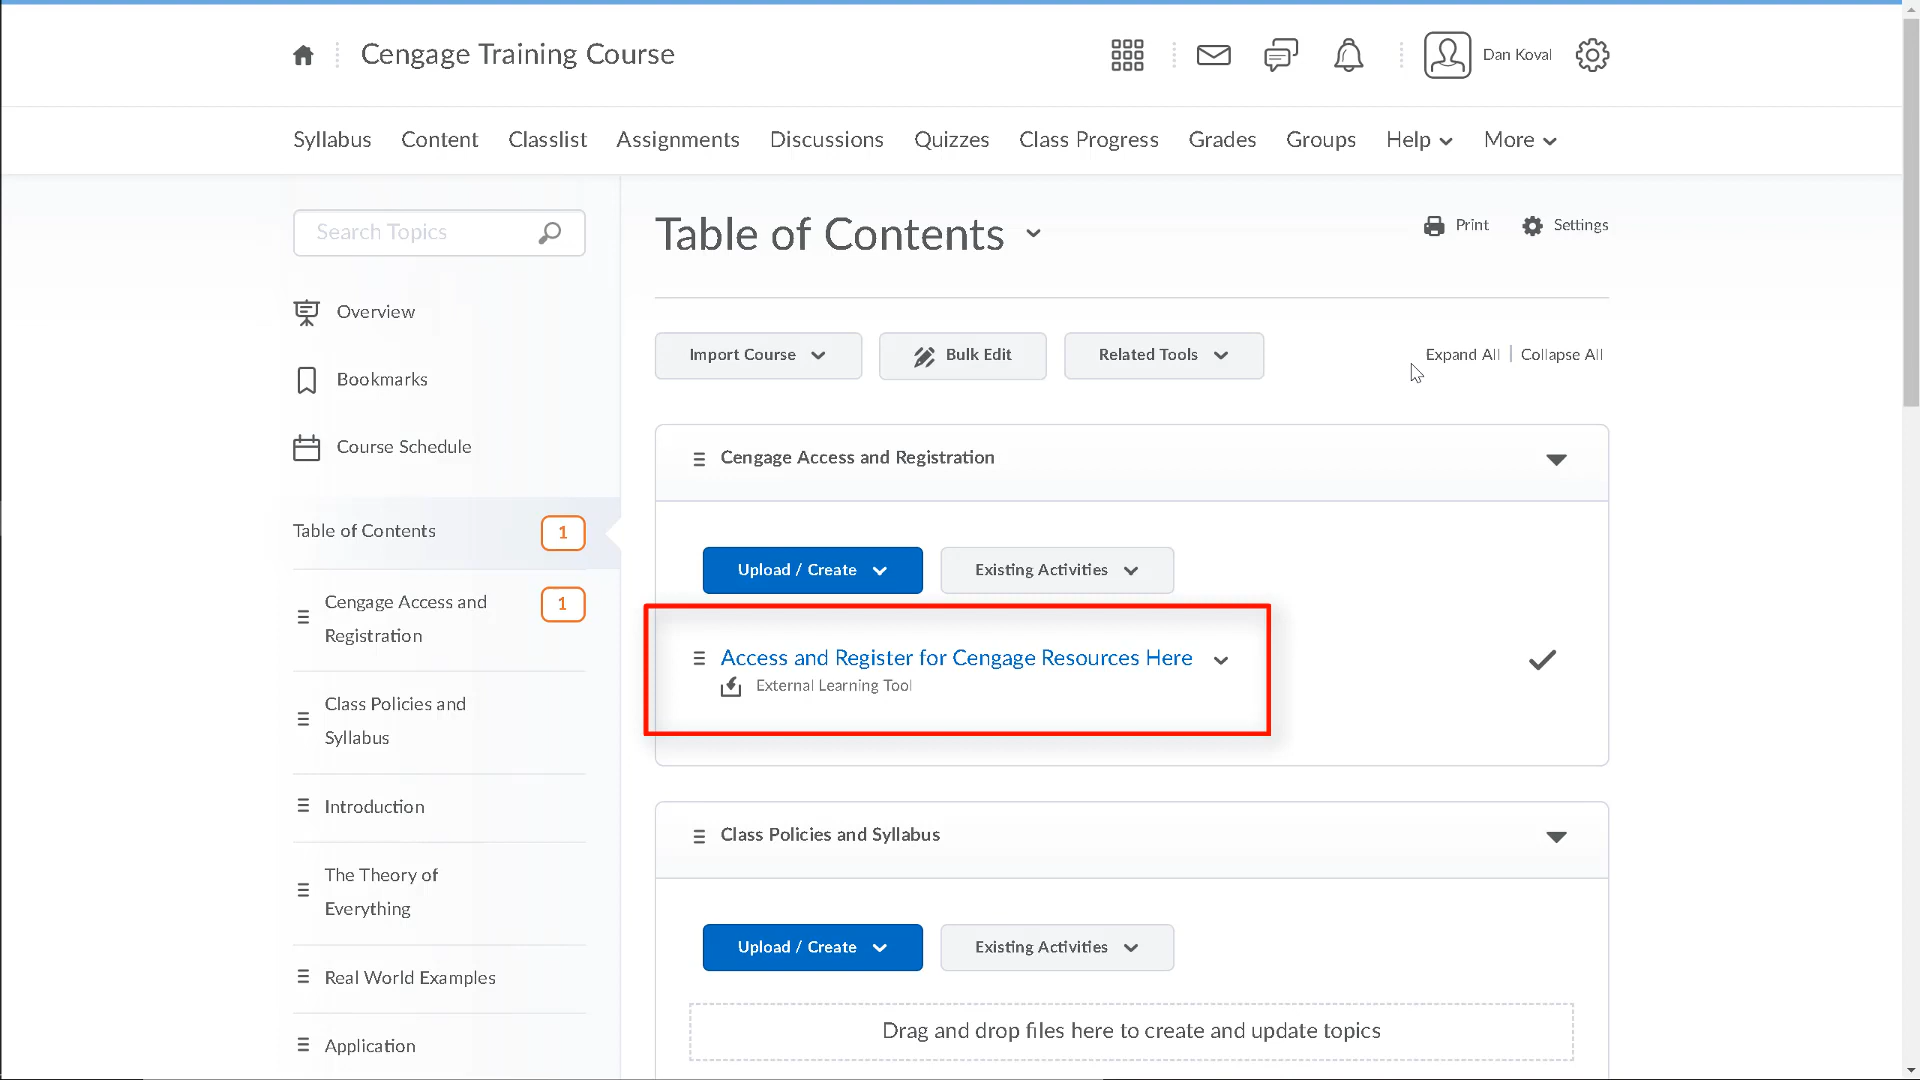 Cengage Training Course
Dan Koval
Syllabus Content Classlist Assignments Discussions Quizzes Class Progress Grades Groups Help More
Search Topics
Overview
Bookmarks
Course Schedule
Table of Contents 1
Cengage Access and
Registration
1
Class Policies and
Syllabus
Introduction
The Theory of
Everything
Real World Examples
Application
Table of Contents
Print Settings
Import Course Bulk Edit Related Tools Expand All | Collapse All
Cengage Access and Registration
Upload / Create Existing Activities
Access and Register for Cengage Resources Here
External Learning Tool
Class Policies and Syllabus
Upload / Create Existing Activities
Drag and drop files here to create and update topics